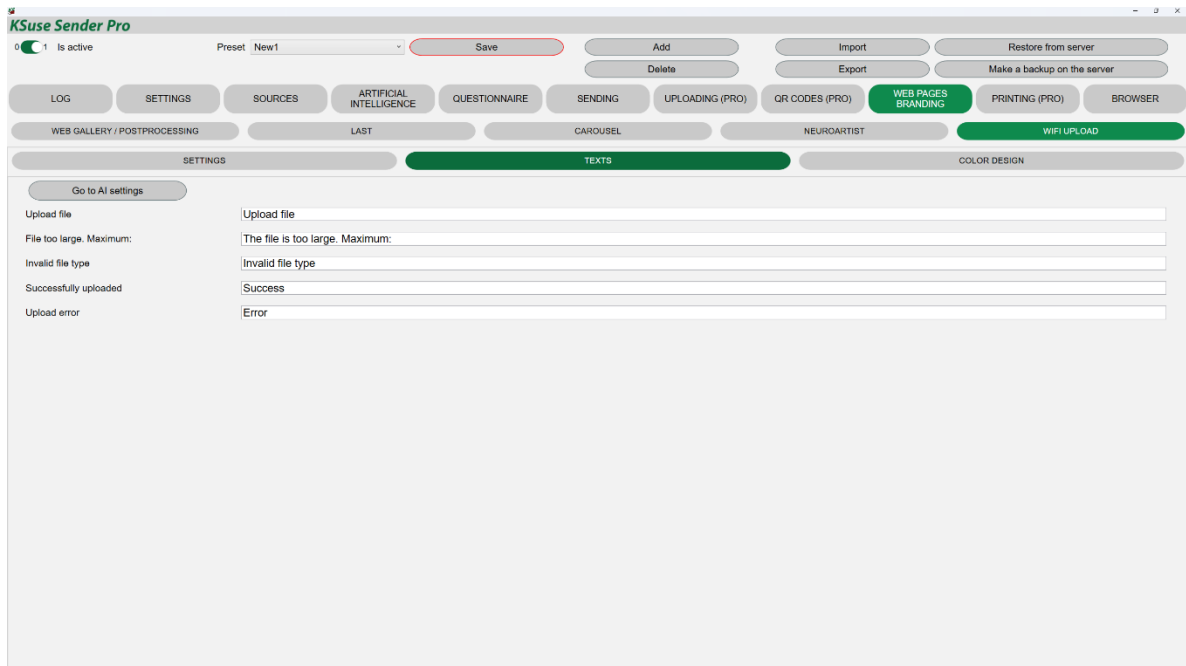 KSuse Sender Pro
0 1 Is active Preset New1 Save Add Import Restore from server
Delete Export Make a backup on the server
LOG SETTINGS SOURCES ARTIFICIAL INTELLIGENCE QUESTIONNAIRE SENDING UPLOADING (PRO) QR CODES (PRO) WEB PAGES BRANDING PRINTING (PRO) BROWSER
WEB GALLERY / POSTPROCESSING LAST CAROUSEL NEUROARTIST WIFI UPLOAD
SETTINGS TEXTS COLOR DESIGN
Go to AI settings
Upload file Upload file
File too large. Maximum: The file is too large. Maximum:
Invalid file type Invalid file type
Successfully uploaded Success
Upload error Error